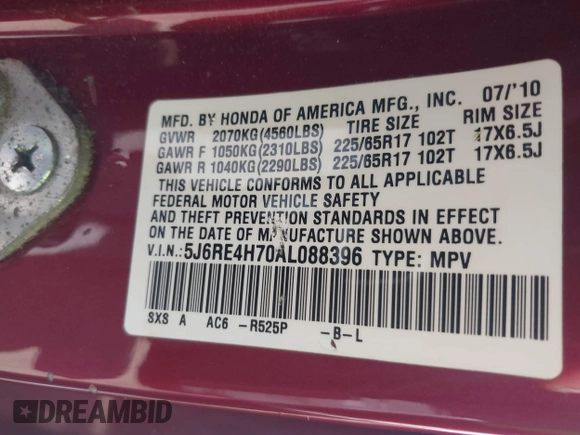 MFD. BY HONDA OF AMERICA MFG., INC. 07/'10
GVWR 2070KG(4560LBS) TIRE SIZE RIM SIZE
GAWR F 1050KG(2310LBS) 225/65R17 102T 17X6.5J
GAWR R 1040KG(2290LBS) 225/65R17 102T 17X6.5J
THIS VEHICLE CONFORMS TO ALL APPLICABLE
FEDERAL MOTOR VEHICLE SAFETY
AND THEFT PREVENTION STANDARDS IN EFFECT
ON THE DATE OF MANUFACTURE SHOWN ABOVE.
V.I.N.: 5J6RE4H70AL088396 TYPE: MPV
SXS A AC6 -R525P -B-L
DREAMBID